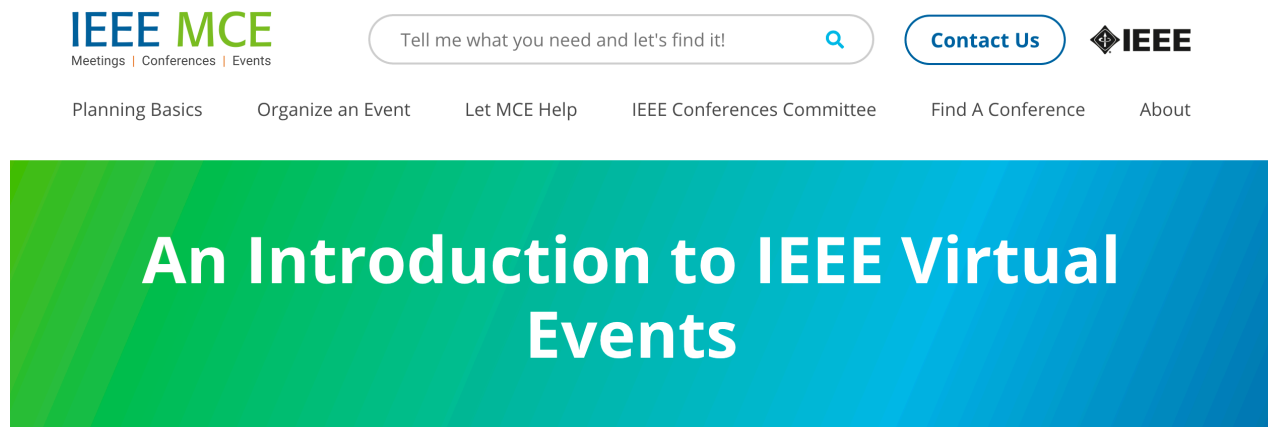 IEEE MCE
Meetings | Conferences | Events
Tell me what you need and let's find it!
Contact Us
IEEE
Planning Basics
Organize an Event
Let MCE Help
IEEE Conferences Committee
Find A Conference
About
An Introduction to IEEE Virtual
Events